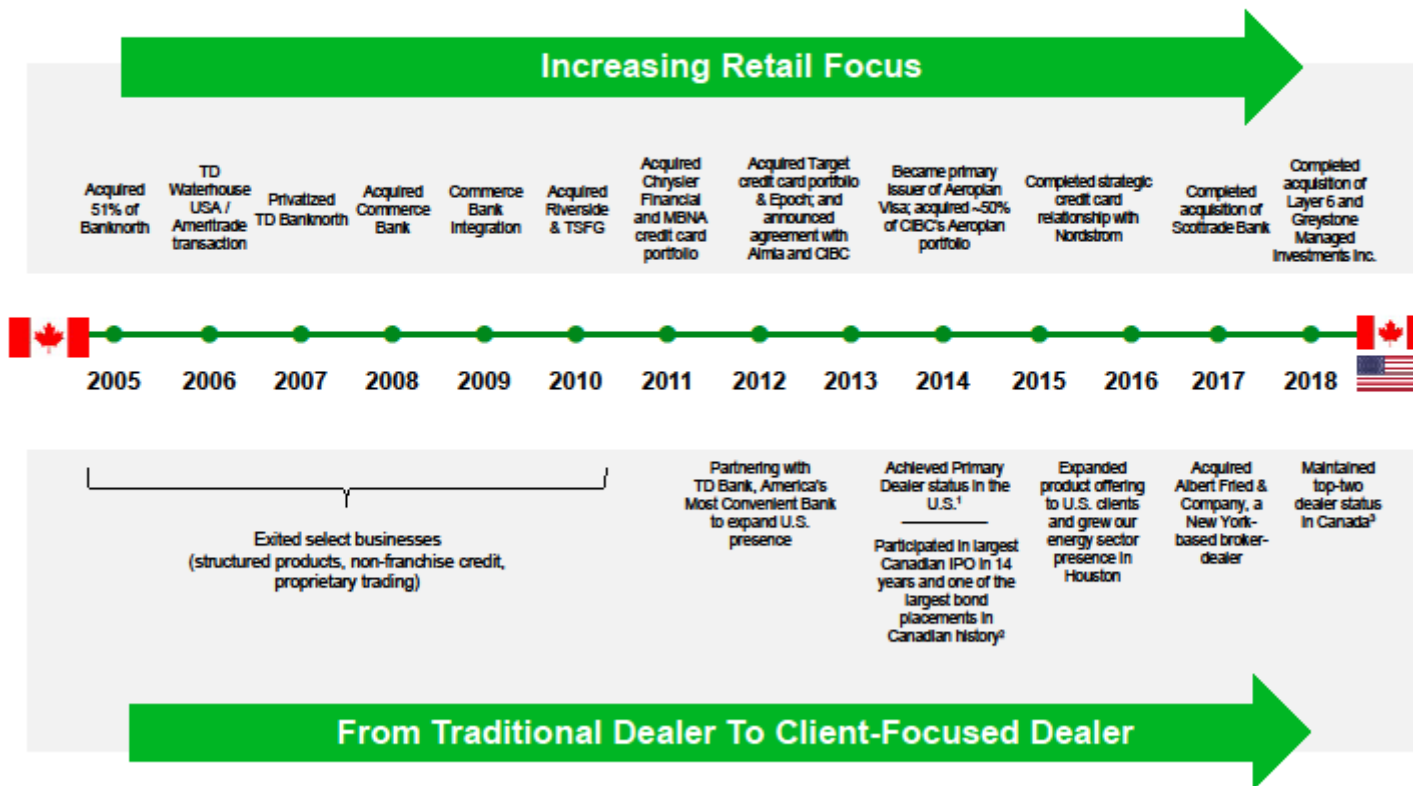 Increasing Retail Focus
Acquired
51% of
Banknorth
TD
Waterhouse
USA /
Ameritrade
transaction
Privatized
TD Banknorth
Acquired
Commerce
Bank
Commerce
Bank
Integration
Acquired
Riverside
& TSFG
Acquired
Chrysler
Financial
and MBNA
credit card
portfolio
Acquired Target
credit card portfolio
& Epoch; and
announced
agreement with
Aimia and CIBC
Became primary
issuer of Aeroplan
Visa; acquired ~50%
of CIBC's Aeroplan
portfolio
Completed strategic
credit card
relationship with
Nordstrom
Completed
acquisition of
Scottrade Bank
Completed
acquisition of
Layer 6 and
Greystone
Managed
Investments Inc.
2005
2006
2007
2008
2009
2010
2011
2012
2013
2014
2015
2016
2017
2018
Exited select businesses
(structured products, non-franchise credit,
proprietary trading)
Partnering with
TD Bank, America's
Most Convenient Bank
to expand U.S.
presence
Achieved Primary
Dealer status in the
U.S.¹
Participated in largest
Canadian IPO in 14
years and one of the
largest bond
placements in
Canadian history²
Expanded
product offering
to U.S. clients
and grew our
energy sector
presence in
Houston
Acquired
Albert Fried &
Company, a
New York-
based broker-
dealer
Maintained
top-two
dealer status
in Canada³
From Traditional Dealer To Client-Focused Dealer